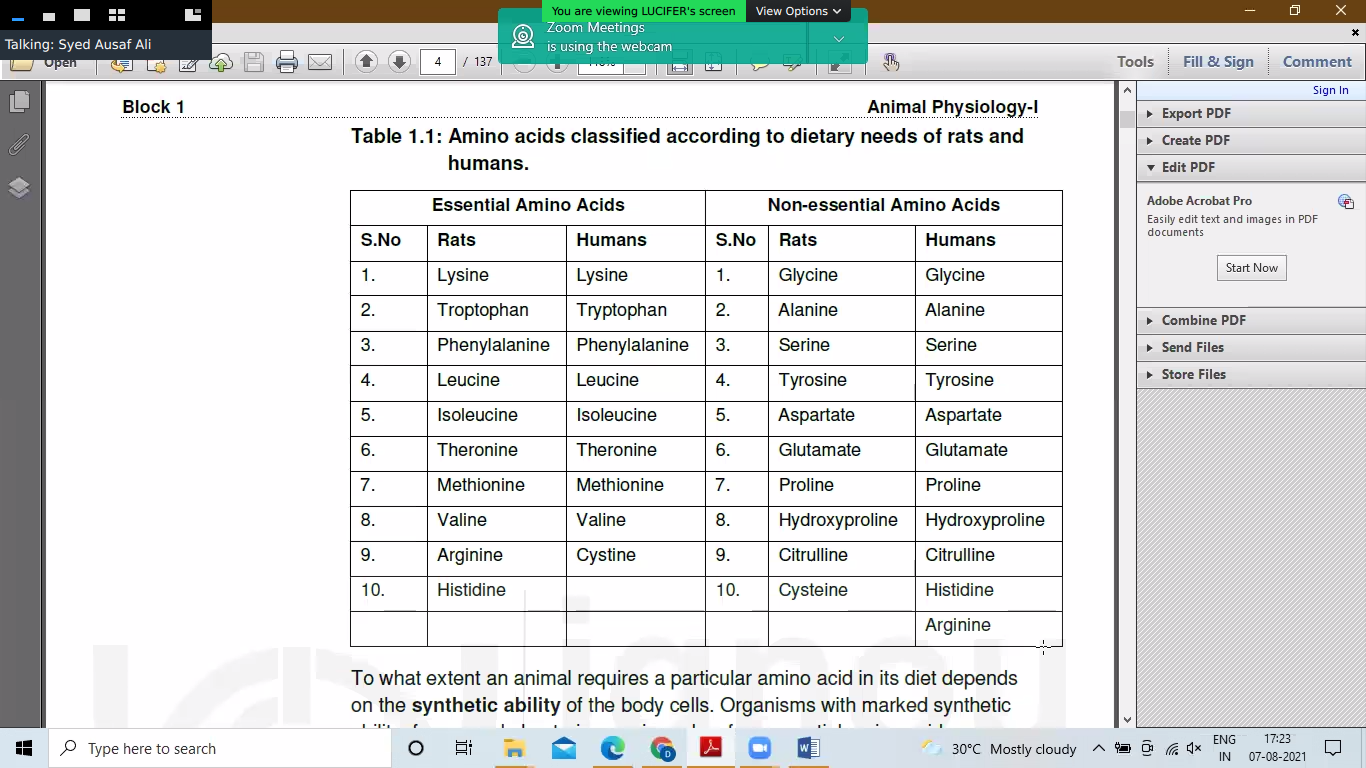 You are viewing LUCIFER's screen View Options
Zoom Meetings
is using the webcam
Talking: Syed Ausaf Ali
Open 4 / 137 Tools Fill & Sign Comment
Sign In
Export PDF
Create PDF
Edit PDF
Adobe Acrobat Pro
Easily edit text and images in PDF
documents
Start Now
Combine PDF
Send Files
Store Files
Block 1 Animal Physiology-I
Table 1.1: Amino acids classified according to dietary needs of rats and
humans.
Essential Amino Acids Non-essential Amino Acids
S.No Rats Humans S.No Rats Humans
1. Lysine Lysine 1. Glycine Glycine
2. Troptophan Tryptophan 2. Alanine Alanine
3. Phenylalanine Phenylalanine 3. Serine Serine
4. Leucine Leucine 4. Tyrosine Tyrosine
5. Isoleucine Isoleucine 5. Aspartate Aspartate
6. Theronine Theronine 6. Glutamate Glutamate
7. Methionine Methionine 7. Proline Proline
8. Valine Valine 8. Hydroxyproline Hydroxyproline
9. Arginine Cystine 9. Citrulline Citrulline
10. Histidine 10. Cysteine Histidine
Arginine
To what extent an animal requires a particular amino acid in its diet depends
on the synthetic ability of the body cells. Organisms with marked synthetic
Type here to search
30°C Mostly cloudy
ENG
IN
17:23
07-08-2021